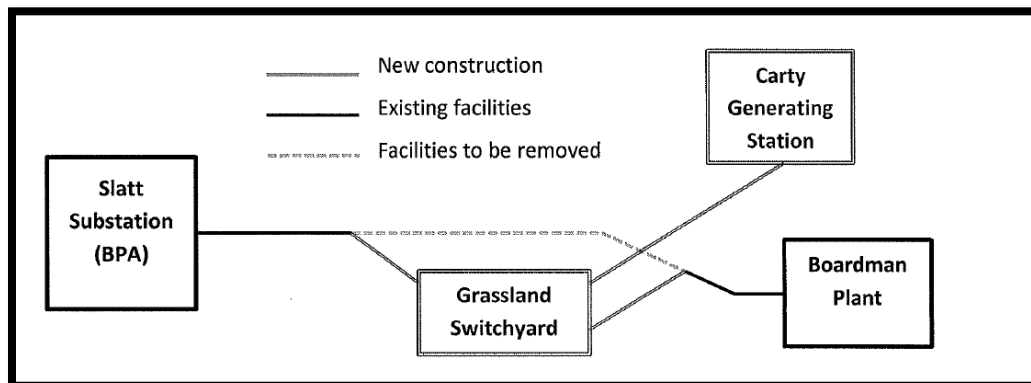 New construction
Existing facilities
Facilities to be removed
Carty
Generating
Station
Slatt
Substation
(BPA)
Grassland
Switchyard
Boardman
Plant